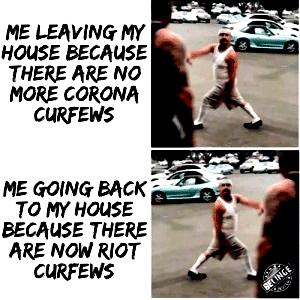 ME LEAVING MY
HOUSE BECAUSE
THERE ARE NO
MORE CORONA
CURFEWS
ME GOING BACK
TO MY HOUSE
BECAUSE THERE
ARE NOW RIOT
CURFEWS
BELINGE